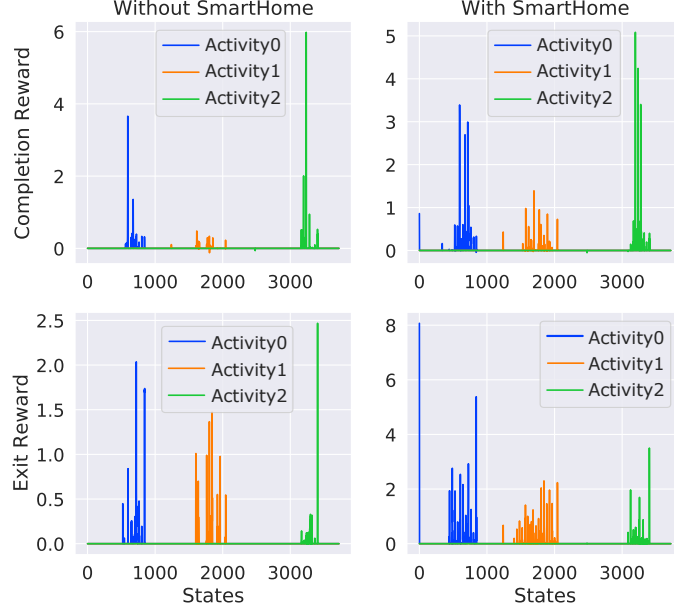 Without SmartHome
With SmartHome
Completion Reward
6
4
2
0
Activity0
Activity1
Activity2
0 1000 2000 3000
5
4
3
2
1
0
Activity0
Activity1
Activity2
0 1000 2000 3000
Exit Reward
2.5
2.0
1.5
1.0
0.5
0.0
Activity0
Activity1
Activity2
0 1000 2000 3000
States
8
6
4
2
0
Activity0
Activity1
Activity2
0 1000 2000 3000
States